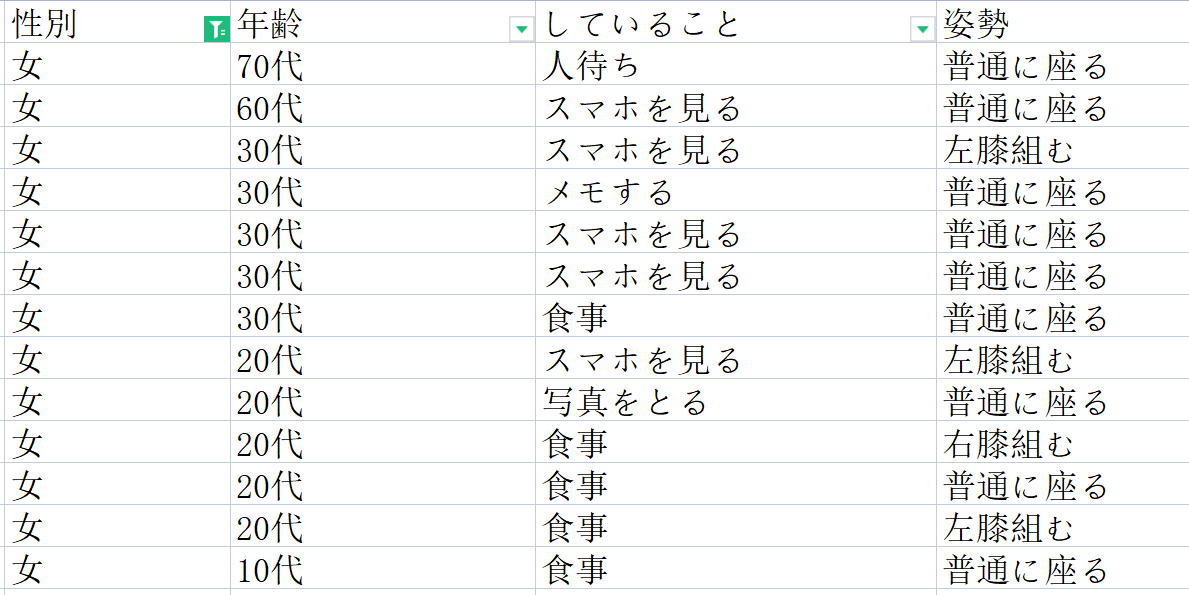 性別 年齢 していること 姿勢
女 70代 人待ち 普通に座る
女 60代 スマホを見る 普通に座る
女 30代 スマホを見る 左膝組む
女 30代 メモする 普通に座る
女 30代 スマホを見る 普通に座る
女 30代 スマホを見る 普通に座る
女 30代 食事 普通に座る
女 20代 スマホを見る 左膝組む
女 20代 写真をとる 普通に座る
女 20代 食事 右膝組む
女 20代 食事 普通に座る
女 20代 食事 左膝組む
女 10代 食事 普通に座る